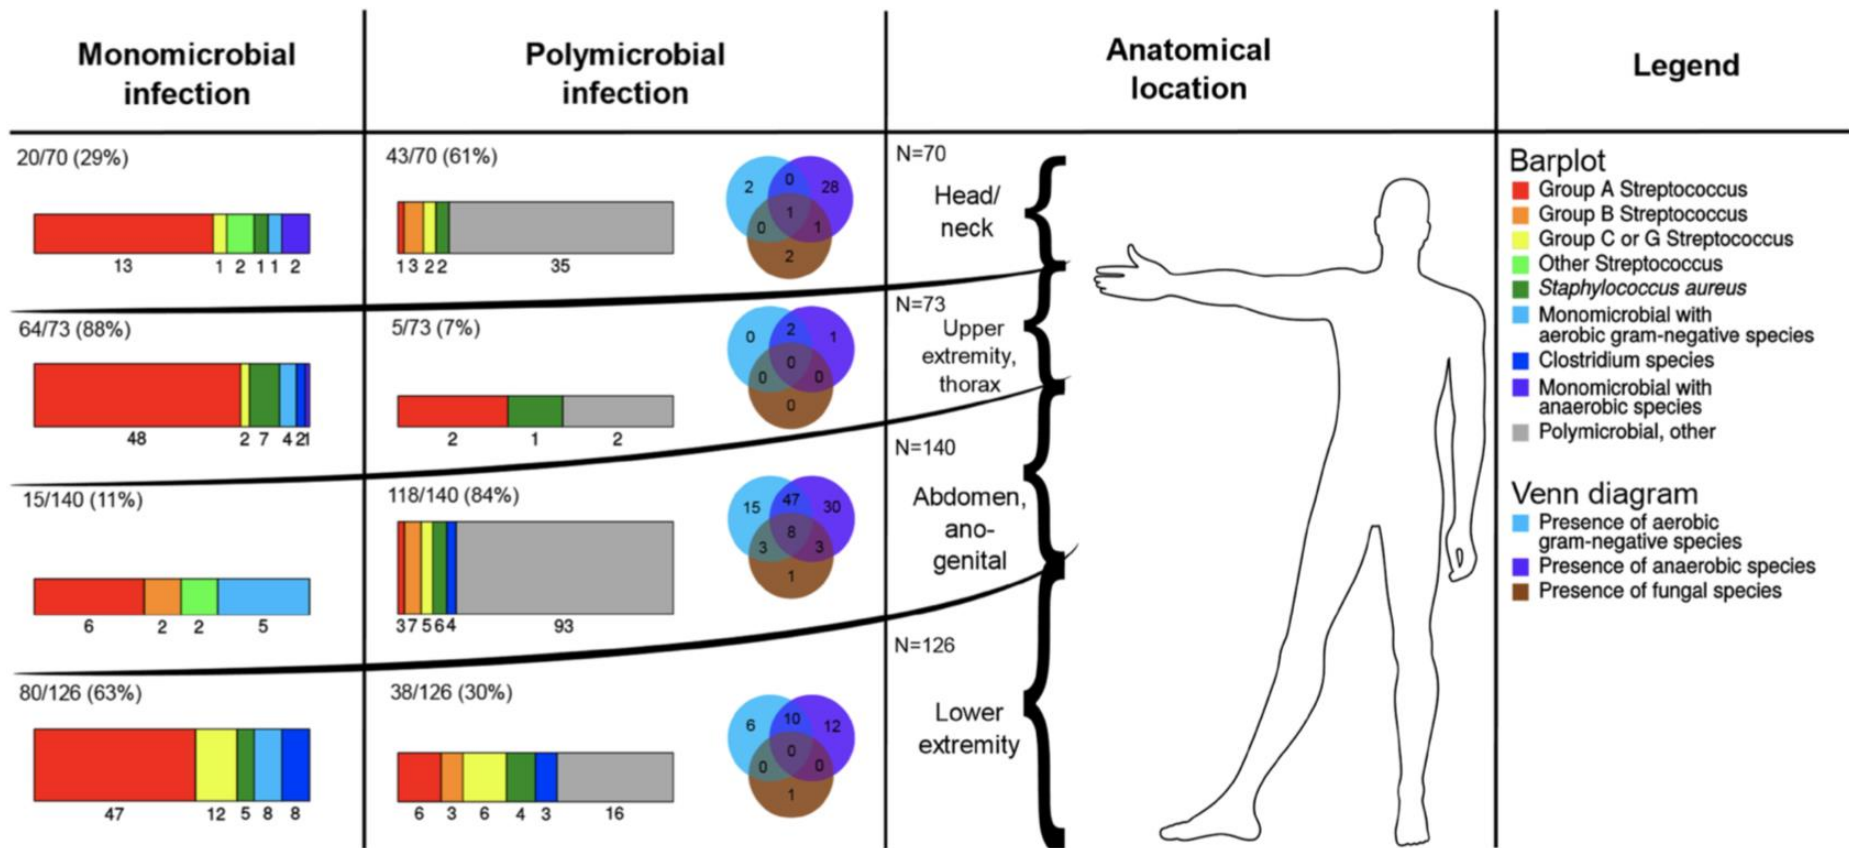 Monomicrobial
infection
Polymicrobial
infection
Anatomical
location
Legend
20/70 (29%)
13 1 2 1 1 2
43/70 (61%)
1 3 2 2 35
2 0 28
1
0 1
2
N=70
Head/
neck
64/73 (88%)
48 2 7 4 2 1
5/73 (7%)
2 1 2
0 2 1
0
0 0
0
N=73
Upper
extremity,
thorax
15/140 (11%)
6 2 2 5
118/140 (84%)
3 7 5 6 4 93
15 47 30
8
3 3
1
N=140
Abdomen,
ano-
genital
80/126 (63%)
47 12 5 8 8
38/126 (30%)
6 3 6 4 3 16
6 10 12
0
0 0
1
N=126
Lower
extremity
Barplot
Group A Streptococcus
Group B Streptococcus
Group C or G Streptococcus
Other Streptococcus
Staphylococcus aureus
Monomicrobial with
aerobic gram-negative species
Clostridium species
Monomicrobial with
anaerobic species
Polymicrobial, other
Venn diagram
Presence of aerobic
gram-negative species
Presence of anaerobic species
Presence of fungal species